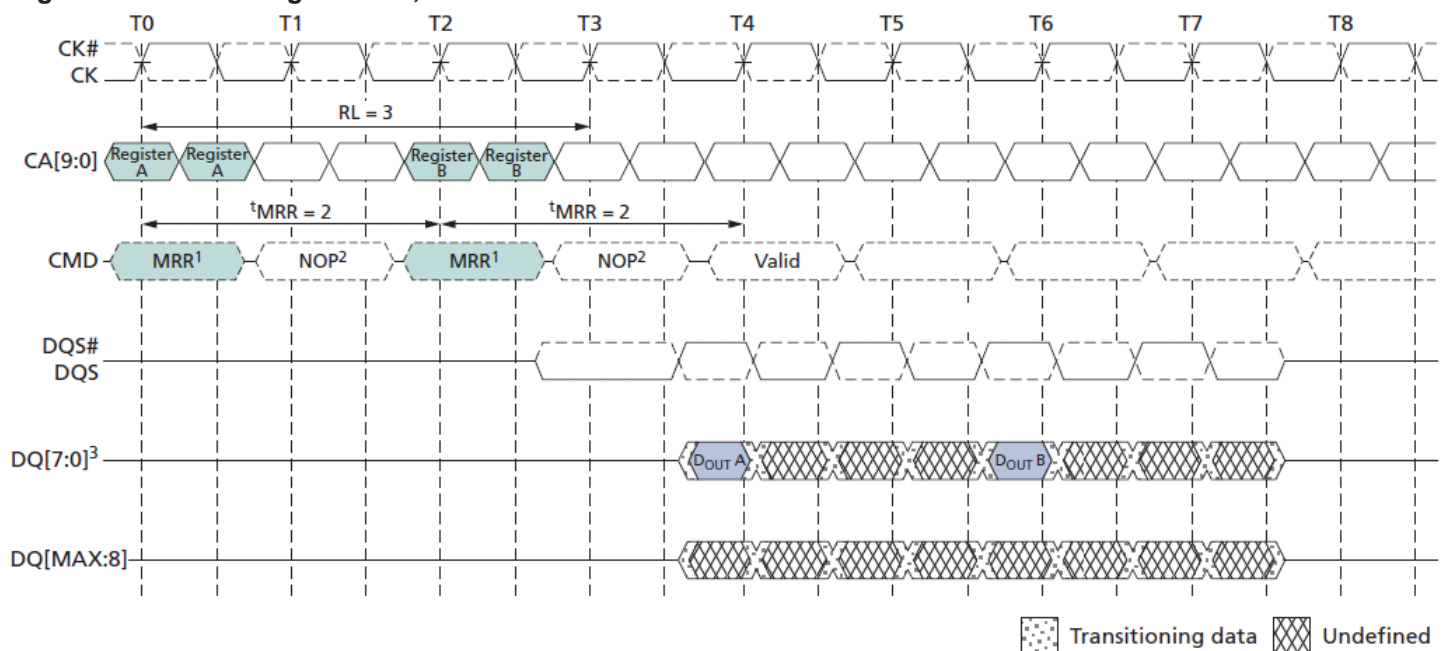 T0 T1 T2 T3 T4 T5 T6 T7 T8
CK#
CK
RL = 3
CA[9:0] Register A Register A Register B Register B
tMRR = 2 tMRR = 2
CMD MRR1 NOP2 MRR1 NOP2 Valid
DQS#
DQS
DQ[7:0]3 DOUT A DOUT B
DQ[MAX:8]
Transitioning data Undefined